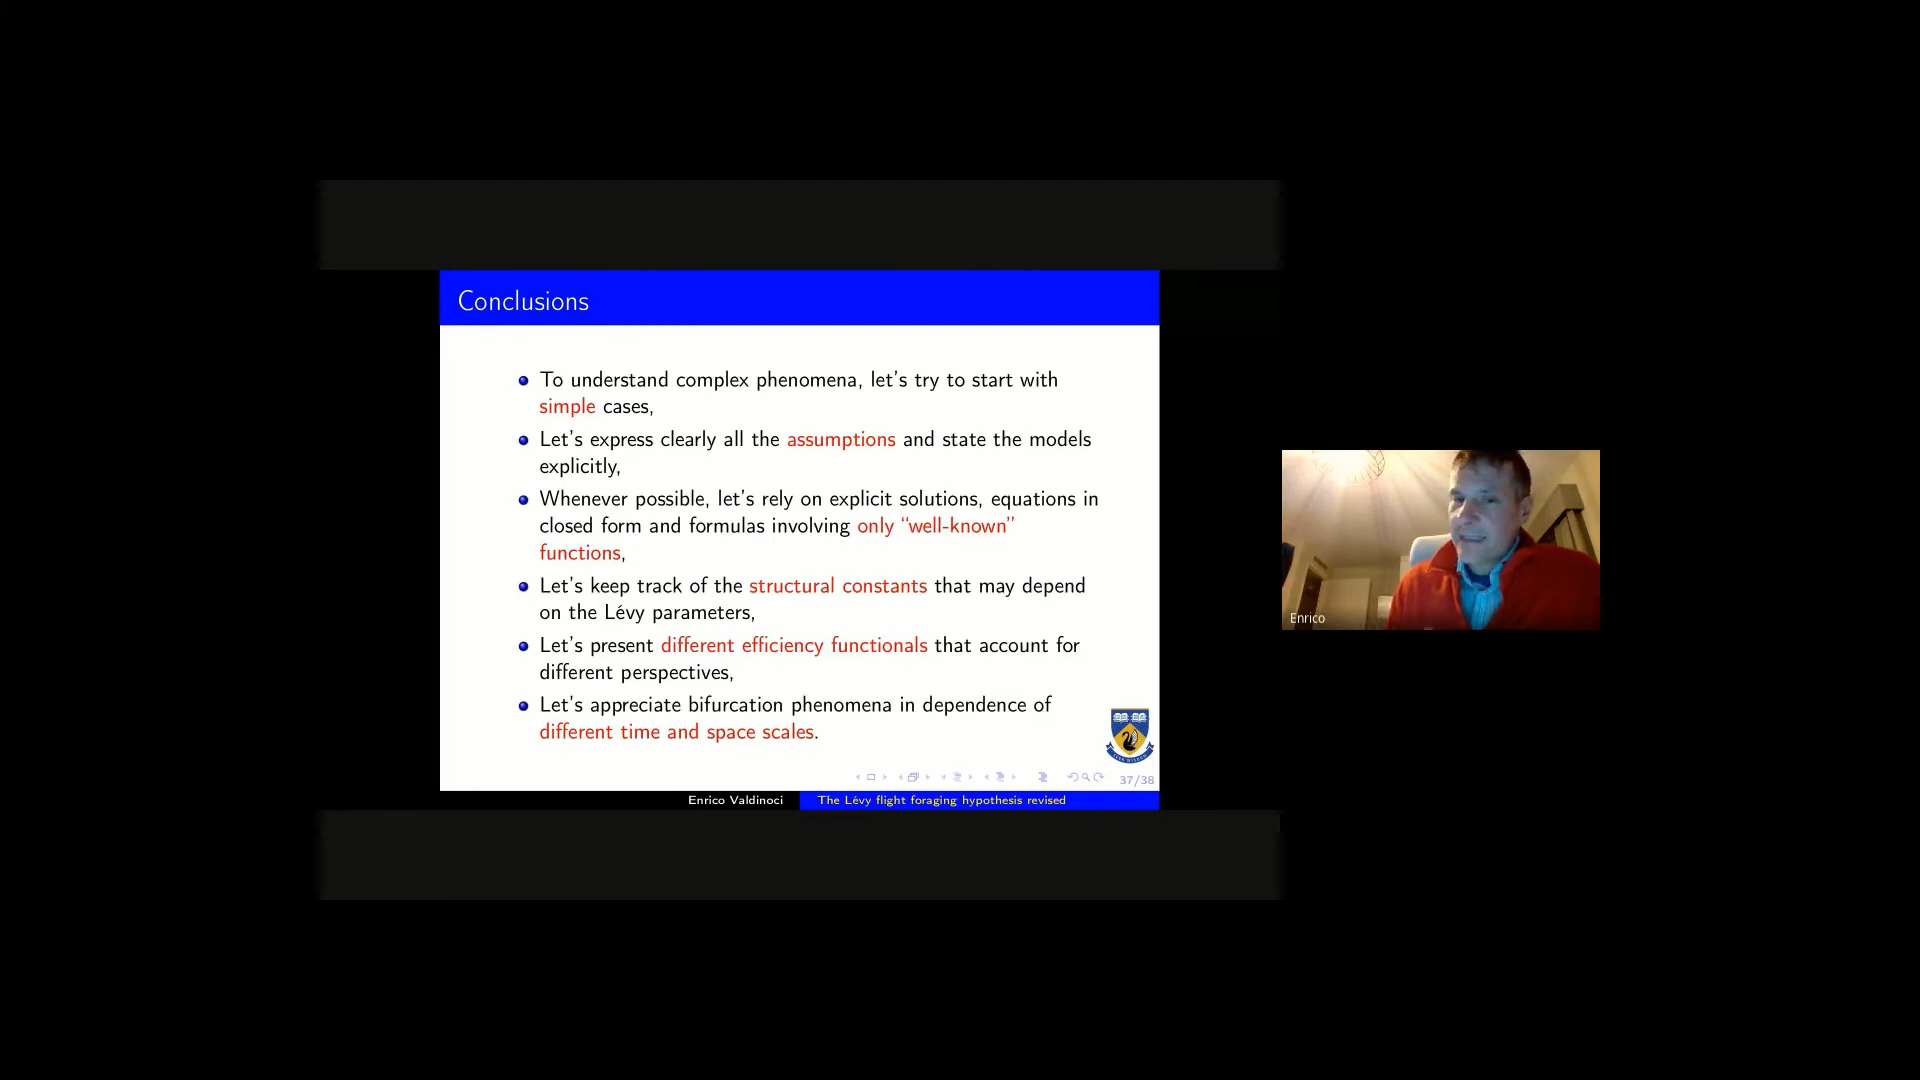 Conclusions
To understand complex phenomena, let's try to start with
simple cases,
Let's express clearly all the assumptions and state the models
explicitly,
Whenever possible, let's rely on explicit solutions, equations in
closed form and formulas involving only “well-known”
functions,
Let's keep track of the structural constants that may depend
on the Lévy parameters,
Let's present different efficiency functionals that account for
different perspectives,
Let's appreciate bifurcation phenomena in dependence of
different time and space scales.
37/38
Enrico Valdinoci
The Lévy flight foraging hypothesis revised
Enrico